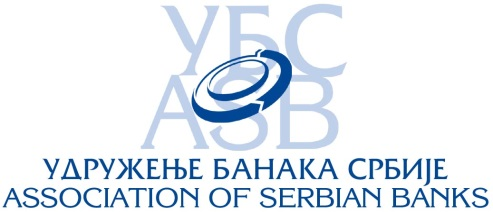 УБС
ASB
УДРУЖЕЊЕ БАНАКА СРБИЈЕ
ASSOCIATION OF SERBIAN BANKS